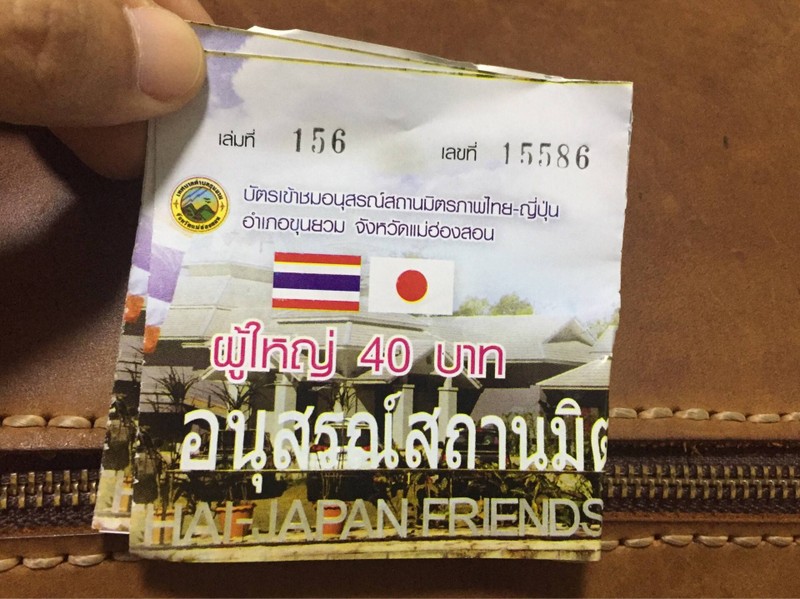 เล่มที่ 156 เลขที่ 15586
บัตรเข้าชมอนุสรณ์สถานมิตรภาพไทย-ญี่ปุ่น
อำเภอขุนยวม จังหวัดแม่ฮ่องสอน
ผู้ใหญ่ 40 บาท
อนุสรณ์สถานมิต
HAI-JAPAN FRIENDS